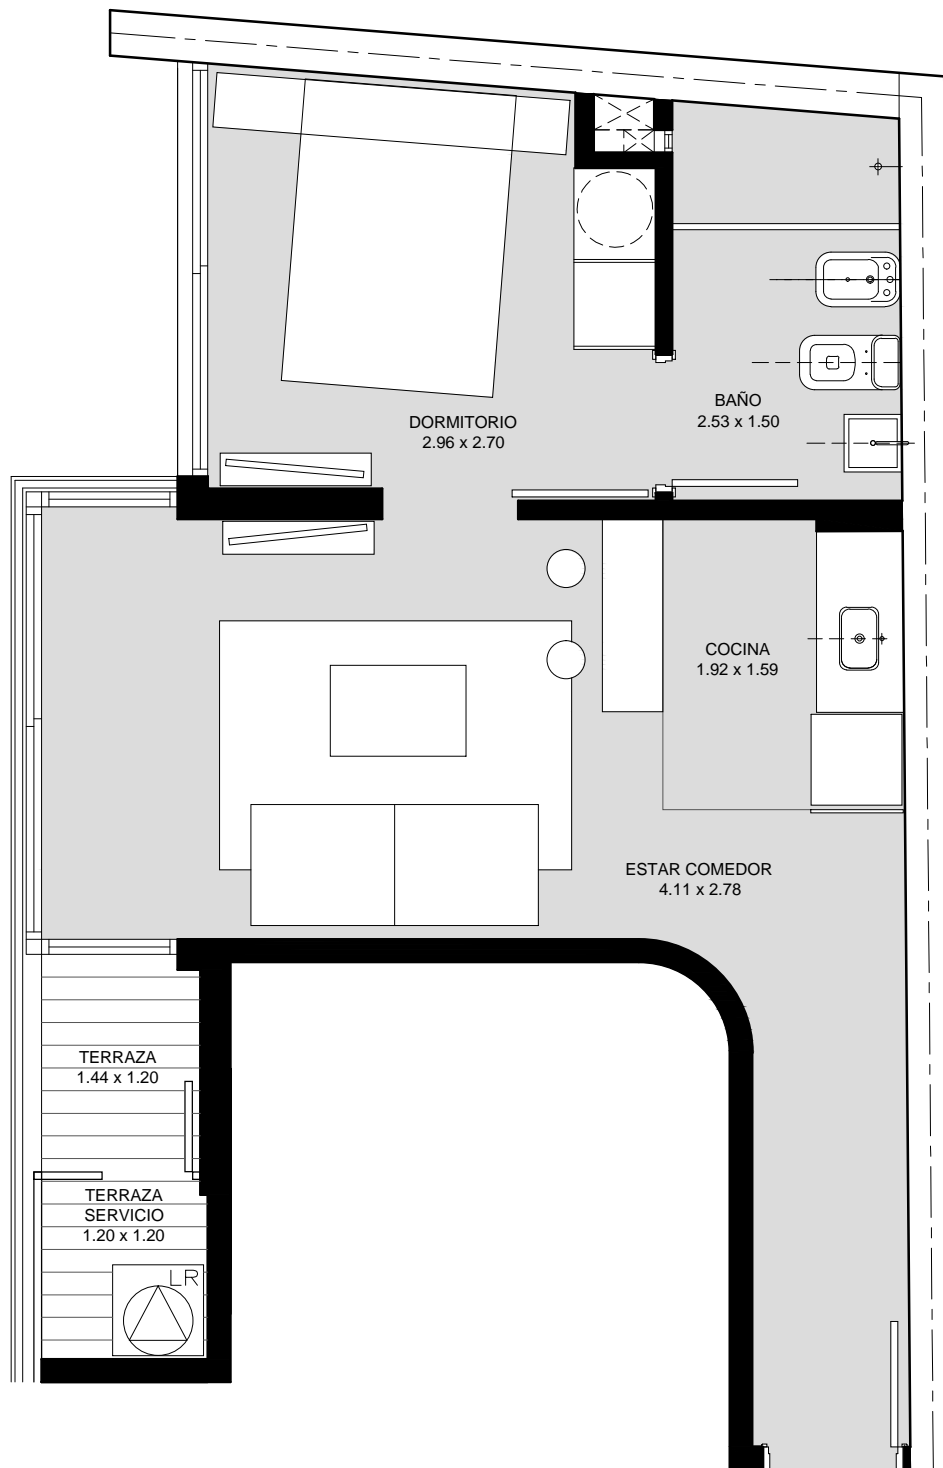 DORMITORIO
2.96 x 2.70
BAÑO
2.53 x 1.50
COCINA
1.92 x 1.59
ESTAR COMEDOR
4.11 x 2.78
TERRAZA
1.44 x 1.20
TERRAZA
SERVICIO
1.20 x 1.20
LR